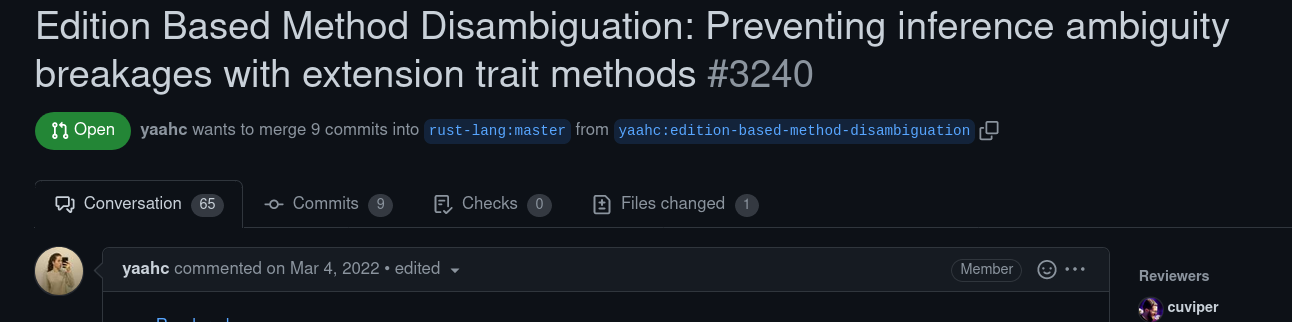 Edition Based Method Disambiguation: Preventing inference ambiguity
breakages with extension trait methods #3240
Open yaahc wants to merge 9 commits into rust-lang:master from yaahc:edition-based-method-disambiguation
Conversation 65 Commits 9 Checks 0 Files changed 1
yaahc commented on Mar 4, 2022 • edited Member
Reviewers
cuviper